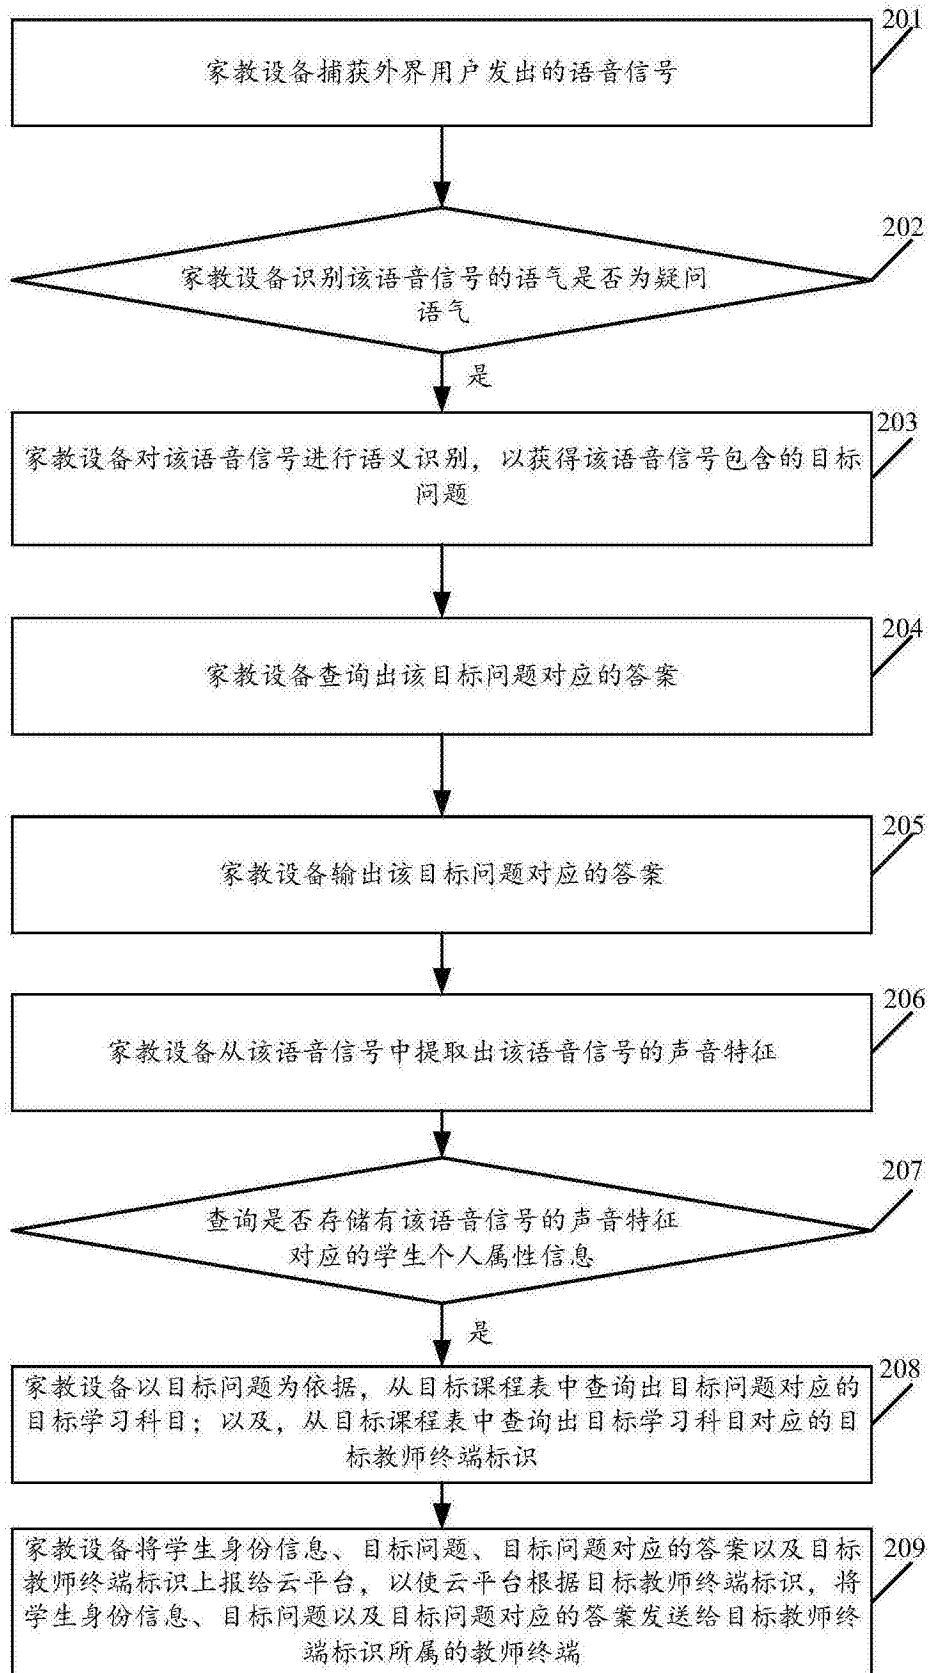 201
家教设备捕获外界用户发出的语音信号
202
家教设备识别该语音信号的语气是否为疑问
语气
是
203
家教设备对该语音信号进行语义识别，以获得该语音信号包含的目标
问题
204
家教设备查询出该目标问题对应的答案
205
家教设备输出该目标问题对应的答案
206
家教设备从该语音信号中提取出该语音信号的声音特征
207
查询是否存储有该语音信号的声音特征
对应的学生个人属性信息
是
208
家教设备以目标问题为依据，从目标课程表中查询出目标问题对应的
目标学习科目；以及，从目标课程表中查询出目标学习科目对应的目
标教师终端标识
209
家教设备将学生身份信息、目标问题、目标问题对应的答案以及目标
教师终端标识上报给云平台，以使云平台根据目标教师终端标识，将
学生身份信息、目标问题以及目标问题对应的答案发送给目标教师终
端标识所属的教师终端